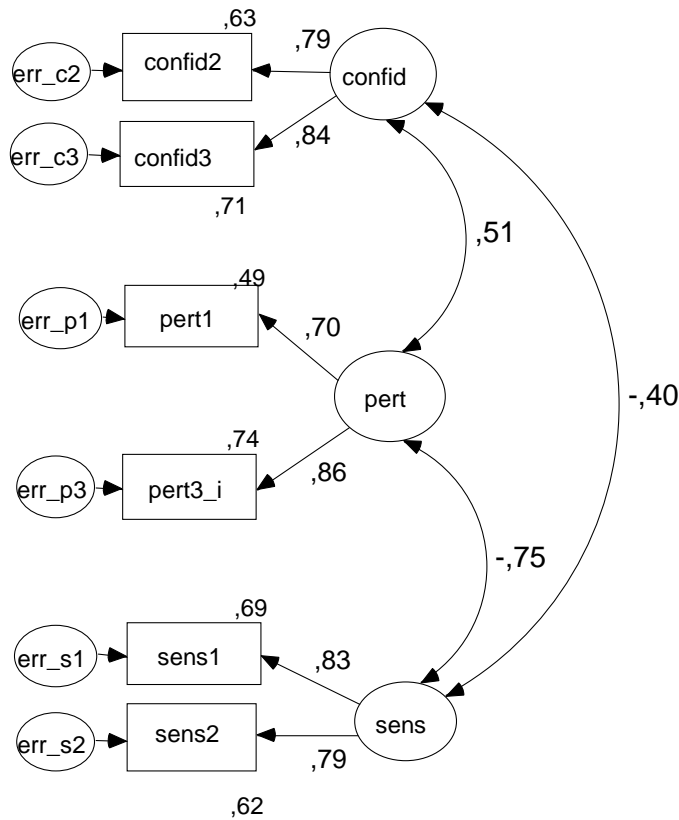 ,63
,79
err_c2
confid2
confid
err_c3
confid3
,84
,71
,51
,49
err_p1
pert1
,70
pert
-,40
,74
err_p3
pert3_i
,86
-,75
,69
err_s1
sens1
,83
sens
err_s2
sens2
,79
,62